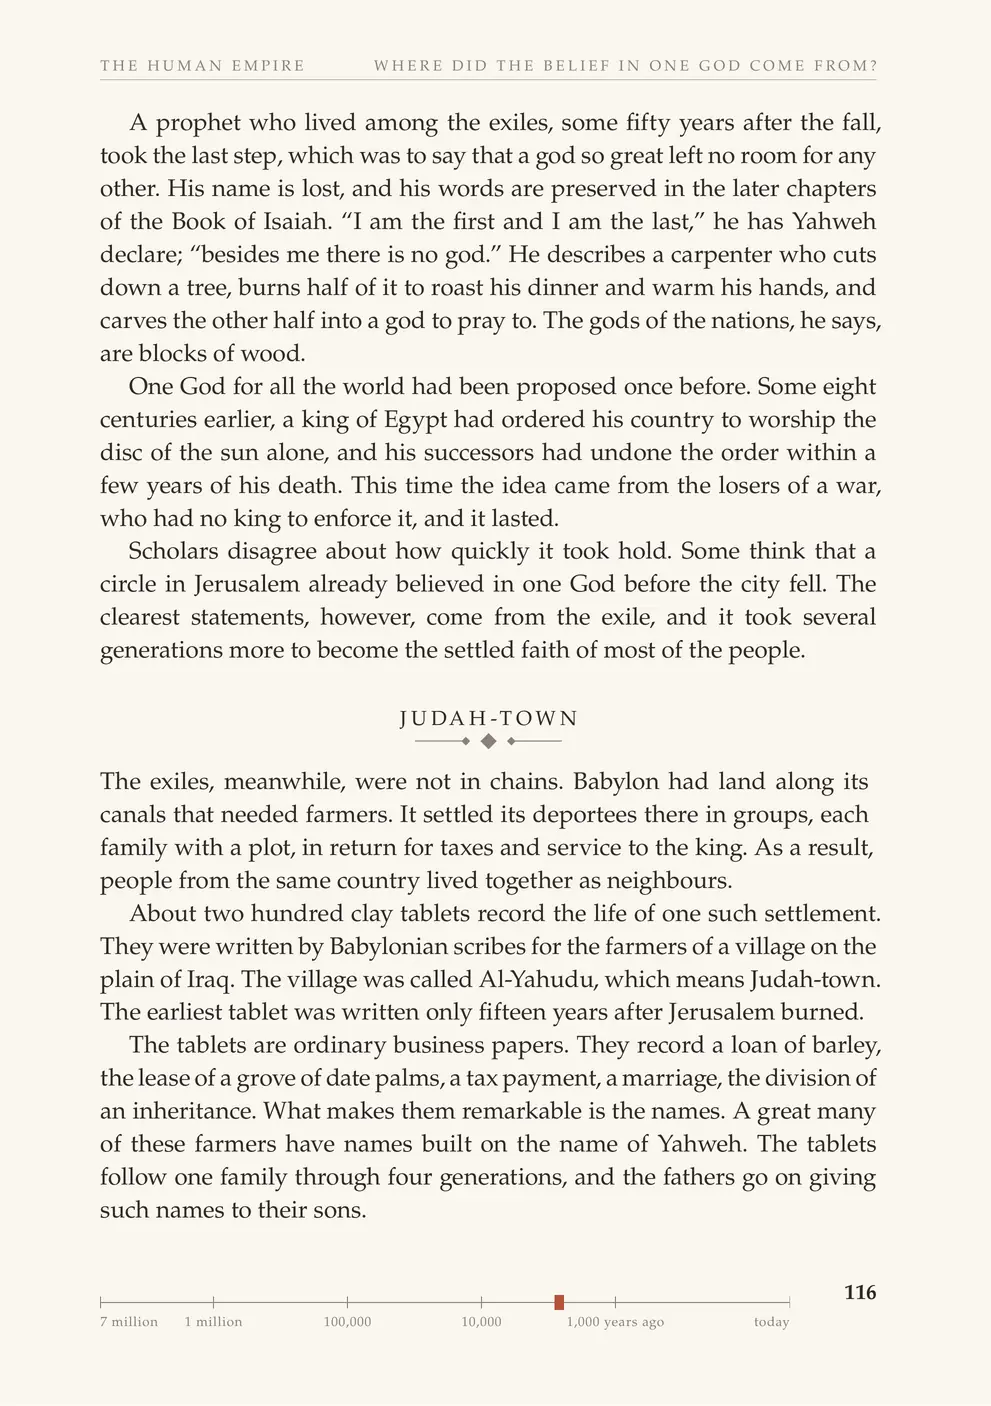 THE HUMAN EMPIRE WHERE DID THE BELIEF IN ONE GOD COME FROM?
A prophet who lived among the exiles, some fifty years after the fall,
took the last step, which was to say that a god so great left no room for any
other. His name is lost, and his words are preserved in the later chapters
of the Book of Isaiah. “I am the first and I am the last,” he has Yahweh
declare; “besides me there is no god.” He describes a carpenter who cuts
down a tree, burns half of it to roast his dinner and warm his hands, and
carves the other half into a god to pray to. The gods of the nations, he says,
are blocks of wood.
One God for all the world had been proposed once before. Some eight
centuries earlier, a king of Egypt had ordered his country to worship the
disc of the sun alone, and his successors had undone the order within a
few years of his death. This time the idea came from the losers of a war,
who had no king to enforce it, and it lasted.
Scholars disagree about how quickly it took hold. Some think that a
circle in Jerusalem already believed in one God before the city fell. The
clearest statements, however, come from the exile, and it took several
generations more to become the settled faith of most of the people.
JUDAH-TOWN
The exiles, meanwhile, were not in chains. Babylon had land along its
canals that needed farmers. It settled its deportees there in groups, each
family with a plot, in return for taxes and service to the king. As a result,
people from the same country lived together as neighbours.
About two hundred clay tablets record the life of one such settlement.
They were written by Babylonian scribes for the farmers of a village on the
plain of Iraq. The village was called Al-Yahudu, which means Judah-town.
The earliest tablet was written only fifteen years after Jerusalem burned.
The tablets are ordinary business papers. They record a loan of barley,
the lease of a grove of date palms, a tax payment, a marriage, the division of
an inheritance. What makes them remarkable is the names. A great many
of these farmers have names built on the name of Yahweh. The tablets
follow one family through four generations, and the fathers go on giving
such names to their sons.
116
7 million 1 million 100,000 10,000 1,000 years ago today